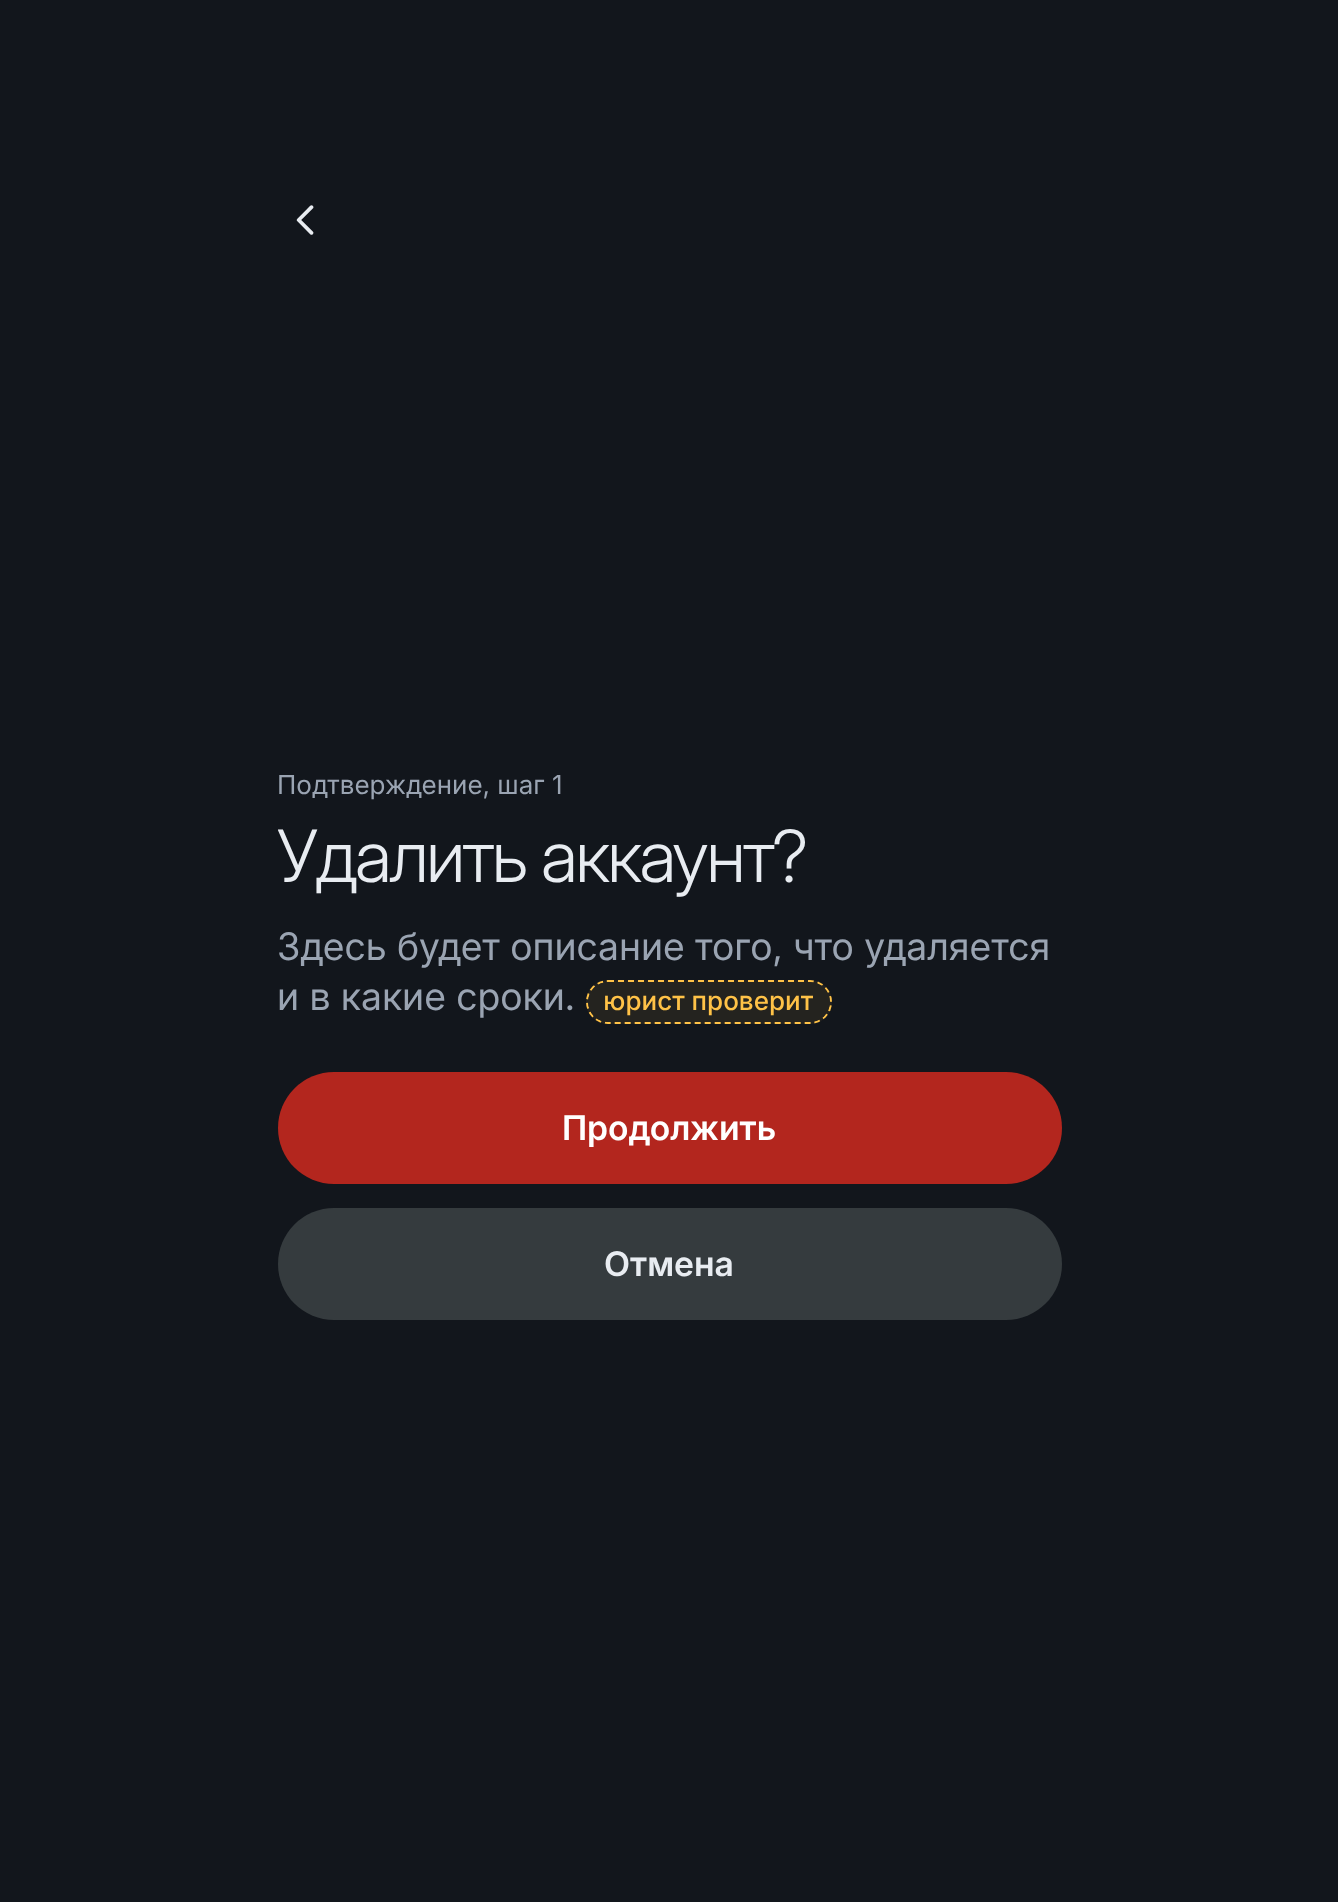 Подтверждение, шаг 1
Удалить аккаунт?
Здесь будет описание того, что удаляется
и в какие сроки. юрист проверит
Продолжить
Отмена